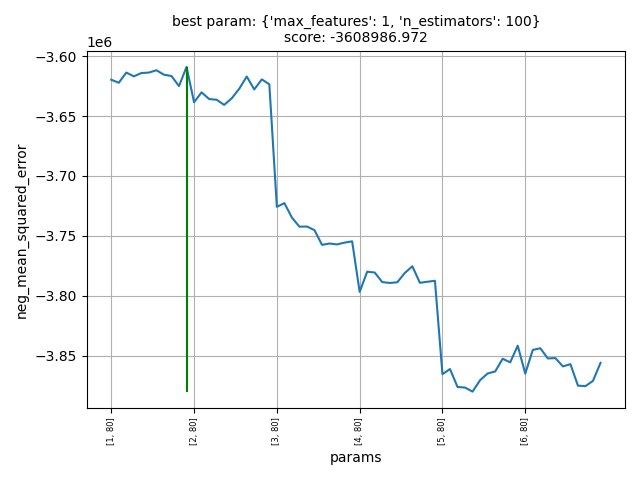 best param: {'max_features': 1, 'n_estimators': 100}
score: -3608986.972
1e6
−3.60
−3.65
−3.70
−3.75
−3.80
−3.85
neg_mean_squared_error
[1, 80]
[2, 80]
[3, 80]
[4, 80]
[5, 80]
[6, 80]
params